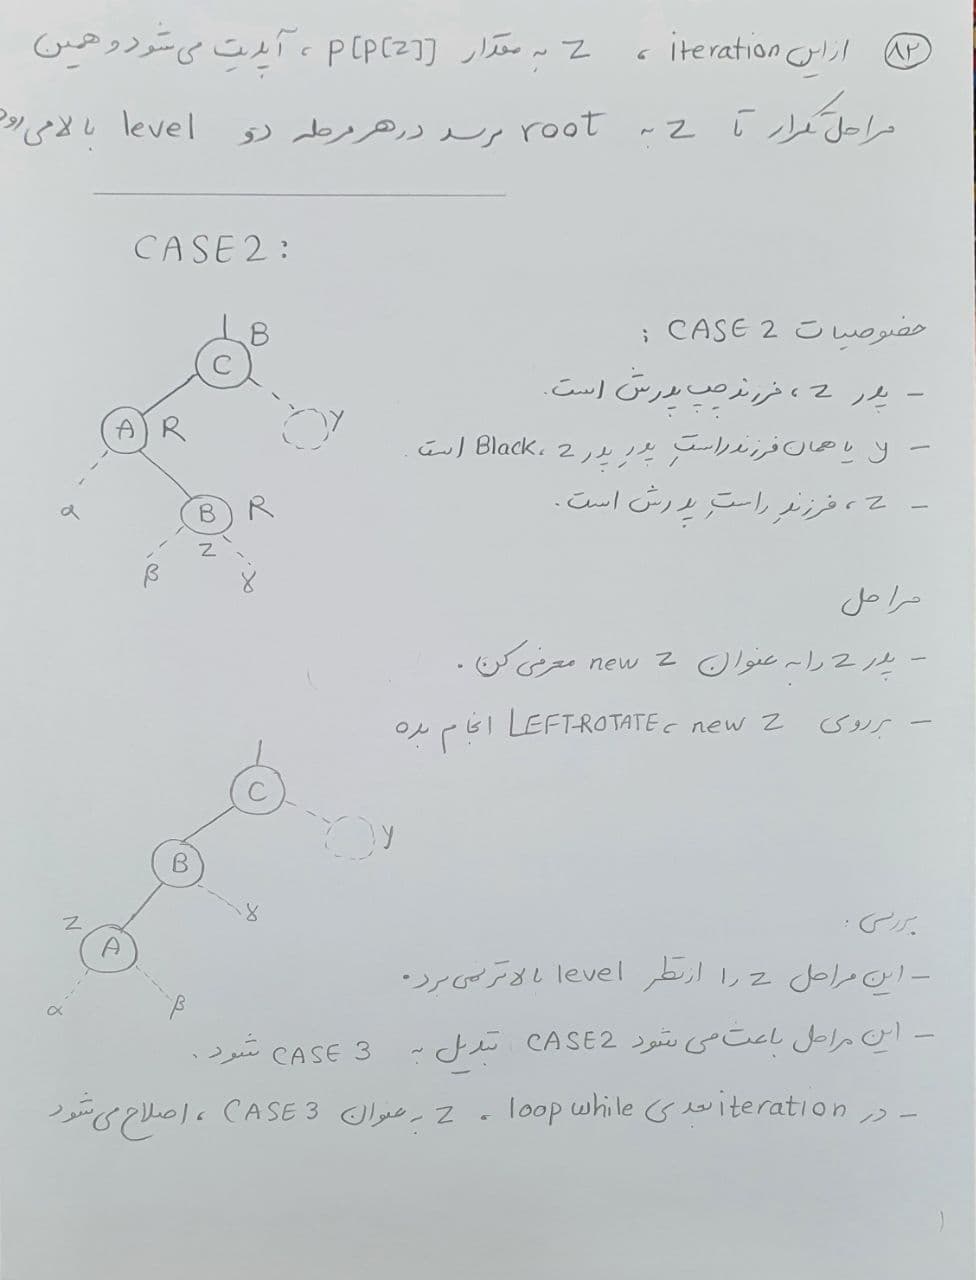 ۸۲ از این iteration ، z به مقدار p[p[z]] ، آپدیت می‌شود و همین
مراحل تکرار تا z به root برسد در هر مرحله دو level بالا می‌رود
CASE2:
B
C
A R
y
α
B R
z
β
γ
خصوصیات CASE 2 :
- پدر z ، فرزند چپ پدرش است.
- y یا همان فرزند راستِ پدرِ پدر z ، Black است.
- z ، فرزندِ راستِ پدرش است.
مراحل
- پدر z را به عنوان new z معرفی کن.
- بر روی new z ، LEFT-ROTATE انجام بده
C
y
B
γ
z
A
α
β
بررسی:
- این مراحل z را از نظر level بالاتر نمی‌برد.
- این مراحل باعث می شود CASE2 تبدیل به CASE 3 شود.
- در iteration بعدی loop while ، z به عنوان CASE 3 ، اصلاح می‌شود